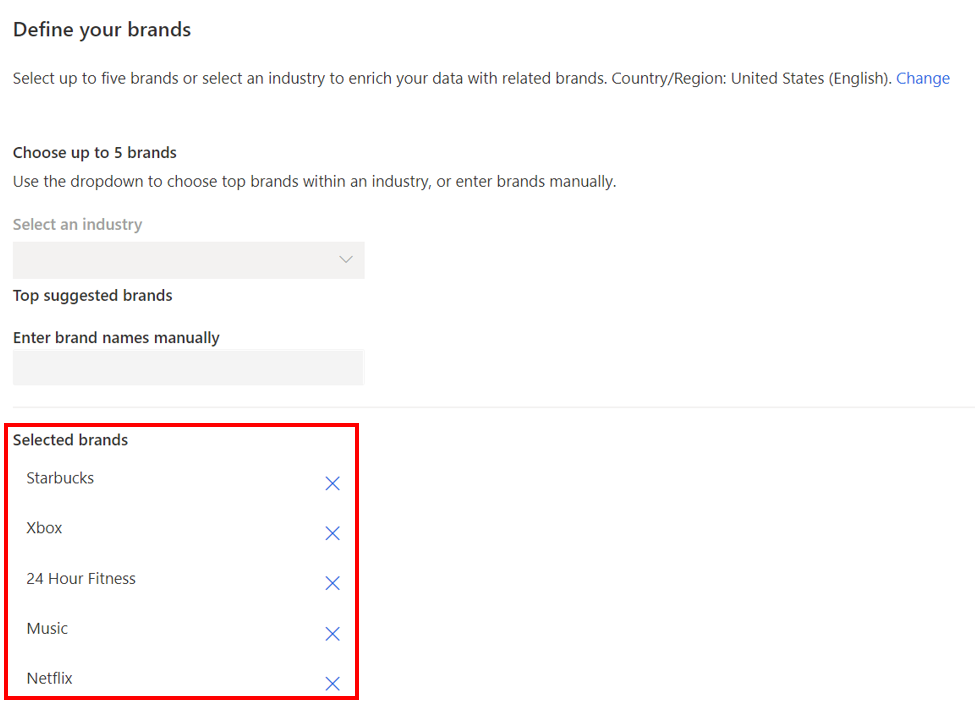 Define your brands
Select up to five brands or select an industry to enrich your data with related brands. Country/Region: United States (English). Change
Choose up to 5 brands
Use the dropdown to choose top brands within an industry, or enter brands manually.
Select an industry
Top suggested brands
Enter brand names manually
Selected brands
Starbucks
Xbox
24 Hour Fitness
Music
Netflix